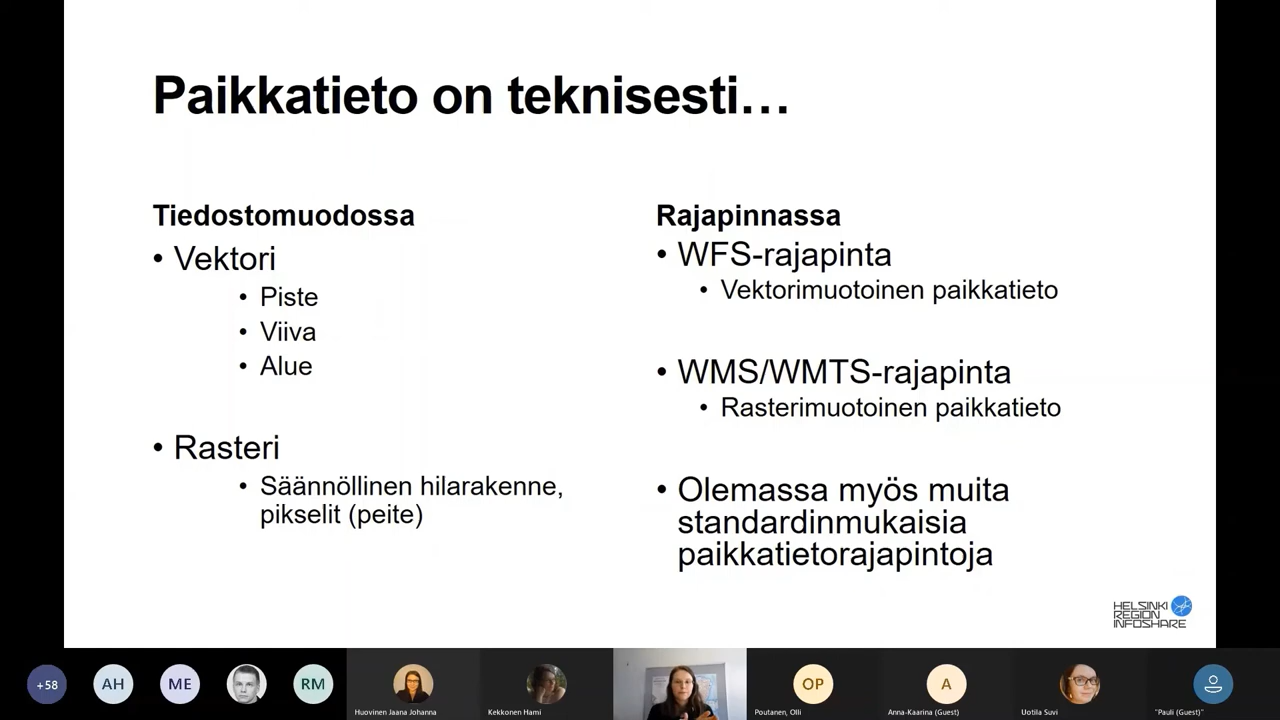 Paikkatieto on teknisesti…
Tiedostomuodossa
• Vektori
• Piste
• Viiva
• Alue
• Rasteri
• Säännöllinen hilarakenne,
pikselit (peite)
Rajapinnassa
• WFS-rajapinta
• Vektorimuotoinen paikkatieto
• WMS/WMTS-rajapinta
• Rasterimuotoinen paikkatieto
• Olemassa myös muita
standardinmukaisia
paikkatietorajapintoja
HELSINKI
REGION
INFOSHARE
+58
AH
ME
RM
Huovinen Jaana Johanna
Kekkonen Hami
OP
Poutanen, Olli
A
Anna-Kaarina (Guest)
Uotila Suvi
"Pauli (Guest)"